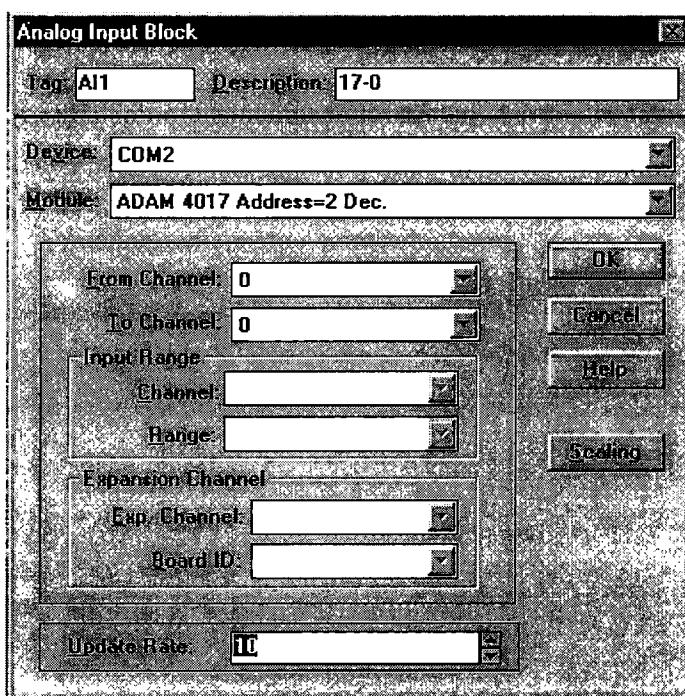 Analog Input Block
Tag: AI1 Description: 17-0
Device: COM2
Module: ADAM 4017 Address=2 Dec.
From Channel: 0
To Channel: 0
Input Range
Channel:
Range:
Expansion Channel
Exp. Channel:
Board ID:
Update Rate: 10
OK
Cancel
Help
Scaling